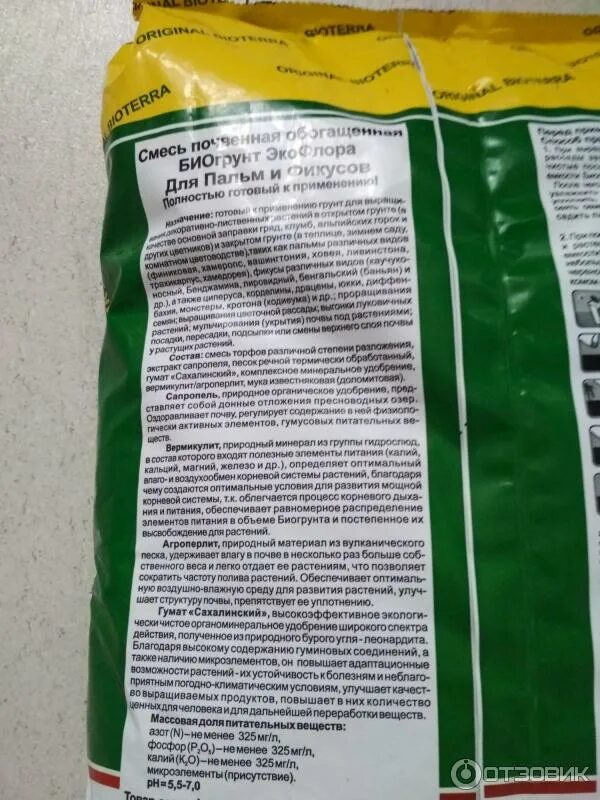 ORIGINAL BIOTERRA ORIGINAL BIOTERRA
BIOTERRA ORIGINAL BIOTERRA ORIGINAL BIOTERRA
Смесь почвенная обогащенная
БИОгрунт ЭкоФлора
Для Пальм и Фикусов
Полностью готовый к применению!
Назначение: готовый к применению грунт для выращи-
вания декоративно-лиственных растений в открытом грунте (в
качестве основной заправки гряд, клумб, альпийских горок и
других цветников) и закрытом грунте (в теплице, зимнем саду,
комнатном цветоводстве), таких как пальмы различных видов
(финиковая, хамеропс, вашингтония, ховея, ливистона,
трахикарпус, хамедорея), фикусы различных видов (каучуко-
носный, Бенджамина, лировидный, бенгальский (баньян) и
др.), а также циперуса, кордилины, драцены, юкки, диффен-
бахии, монстеры, кротона (кодиеума) и др.; проращивания
семян; выращивания цветочной рассады; выгонки луковичных
растений; мульчирования (укрытия) почвы под растениями;
посадки, пересадки, подсыпки или смены верхнего слоя почвы
у растущих растений.
Состав: смесь торфов различной степени разложения,
экстракт сапропеля, песок речной термически обработанный,
гумат «Сахалинский», комплексное минеральное удобрение,
вермикулит/агроперлит, мука известняковая (доломитовая).
Сапропель, природное органическое удобрение, пред-
ставляет собой донные отложения пресноводных озер.
Оздоравливает почву, регулирует содержание в ней физиоло-
гически активных элементов, гумусовых питательных ве-
ществ.
Вермикулит, природный минерал из группы гидрослюд,
в состав которого входят полезные элементы питания (калий,
кальций, магний, железо и др.), определяет оптимальный
влаго- и воздухообмен корневой системы растений, благодаря
чему создаются оптимальные условия для развития мощной
корневой системы, т.к. облегчается процесс корневого дыха-
ния и питания, обеспечивает равномерное распределение
элементов питания в объеме Биогрунта и постепенное их
высвобождение для растений.
Агроперлит, природный материал из вулканического
песка, удерживает влагу в почве в несколько раз больше соб-
ственного веса и легко отдает ее растениям, что позволяет
сократить частоту полива растений. Обеспечивает оптималь-
ную воздушно-влажную среду для развития растений, улуч-
шает структуру почвы, препятствует ее уплотнению.
Гумат «Сахалинский», высокоэффективное экологи-
чески чистое органоминеральное удобрение широкого спектра
действия, полученное из природного бурого угля - леонардита.
Благодаря высокому содержанию гуминовых соединений, а
также наличию микроэлементов, он повышает адаптационные
возможности растений - их устойчивость к болезням и неблаго-
приятным погодно-климатическим условиям, улучшает качест-
во выращиваемых продуктов, повышает в них количество
ценных для человека и для дальнейшей переработки веществ.
Массовая доля питательных веществ:
азот (N) – не менее 325 мг/л,
фосфор (P₂O₅) – не менее 325 мг/л,
калий (K₂O) – не менее 325 мг/л,
микроэлементы (присутствие).
pH = 5,5-7,0
ОТЗОВИК